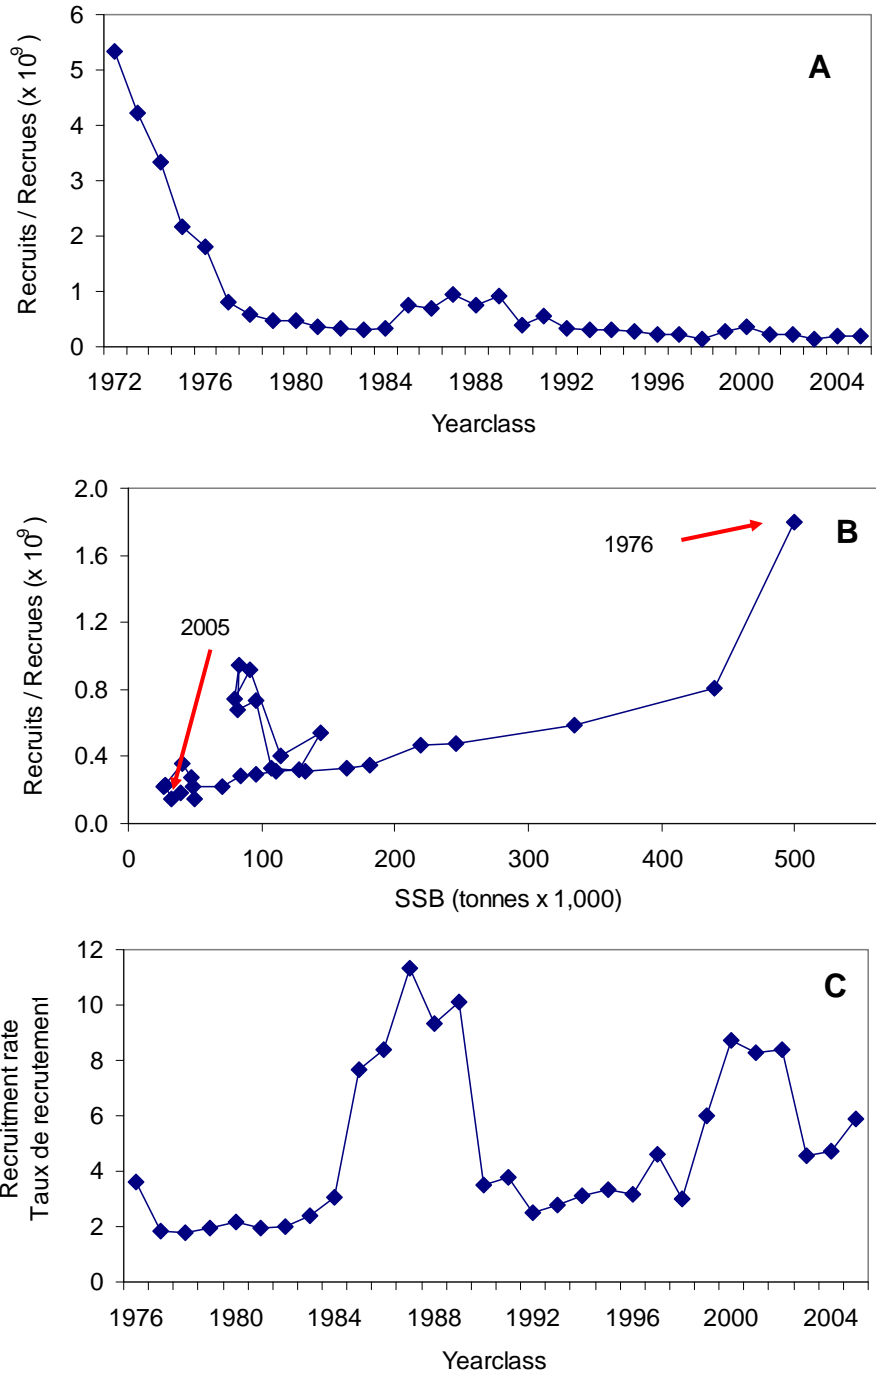 A
Recruits / Recrues (x 10⁹ )
6
5
4
3
2
1
0
1972 1976 1980 1984 1988 1992 1996 2000 2004
Yearclass
B
Recruits / Recrues (x 10⁹ )
2.0
1.6
1.2
0.8
0.4
0.0
1976
2005
0 100 200 300 400 500
SSB (tonnes x 1,000)
C
Recruitment rate
Taux de recrutement
12
10
8
6
4
2
0
1976 1980 1984 1988 1992 1996 2000 2004
Yearclass